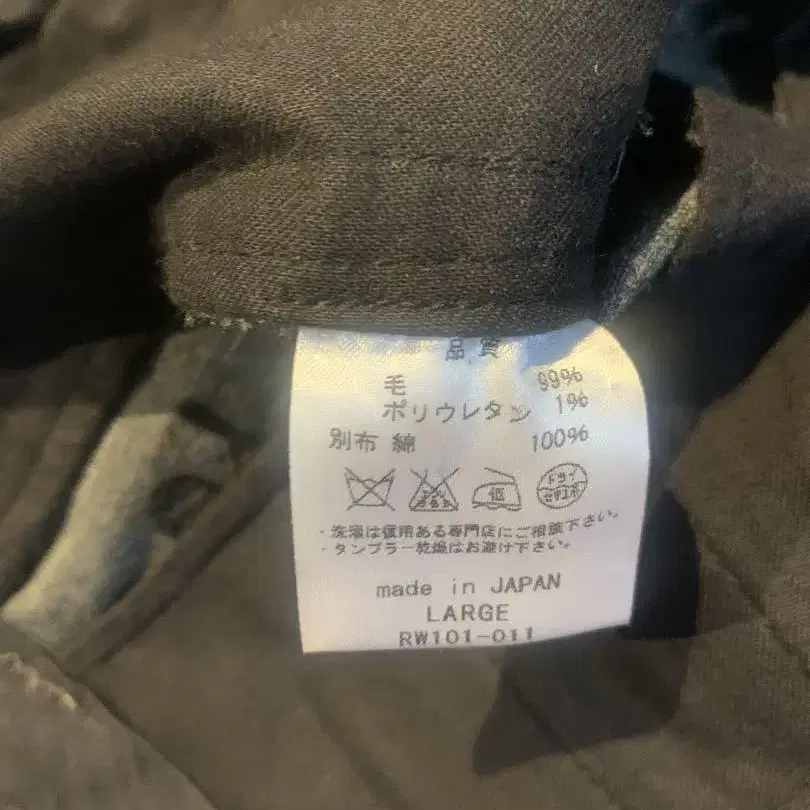 品質
毛 99%
ポリウレタン 1%
別布 綿 100%
低 ドライ セキユ系
・洗濯は信用ある専門店にご相談下さい。
・タンブラー乾燥はお避け下さい。
made in JAPAN
LARGE
RW101-011